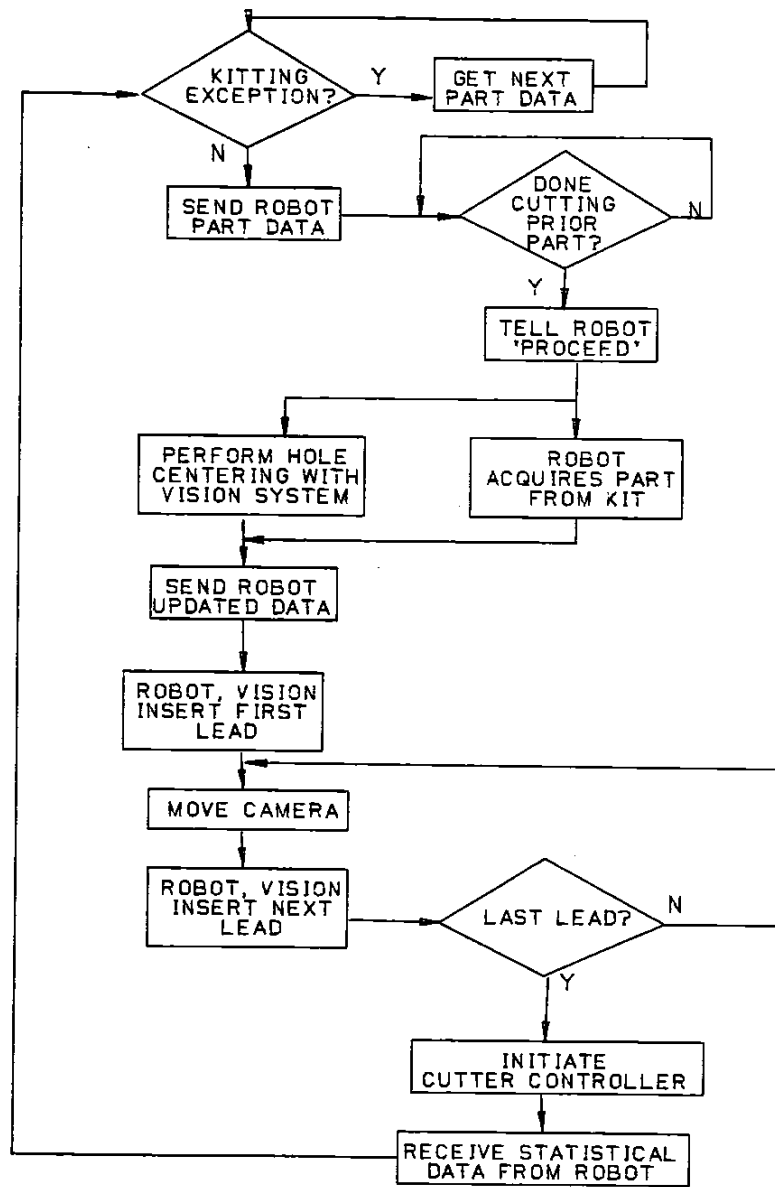 KITTING
EXCEPTION?
Y
GET NEXT
PART DATA
N
SEND ROBOT
PART DATA
DONE
CUTTING
PRIOR
PART?
N
Y
TELL ROBOT
'PROCEED'
PERFORM HOLE
CENTERING WITH
VISION SYSTEM
ROBOT
ACQUIRES PART
FROM KIT
SEND ROBOT
UPDATED DATA
ROBOT, VISION
INSERT FIRST
LEAD
MOVE CAMERA
ROBOT, VISION
INSERT NEXT
LEAD
LAST LEAD?
N
Y
INITIATE
CUTTER CONTROLLER
RECEIVE STATISTICAL
DATA FROM ROBOT